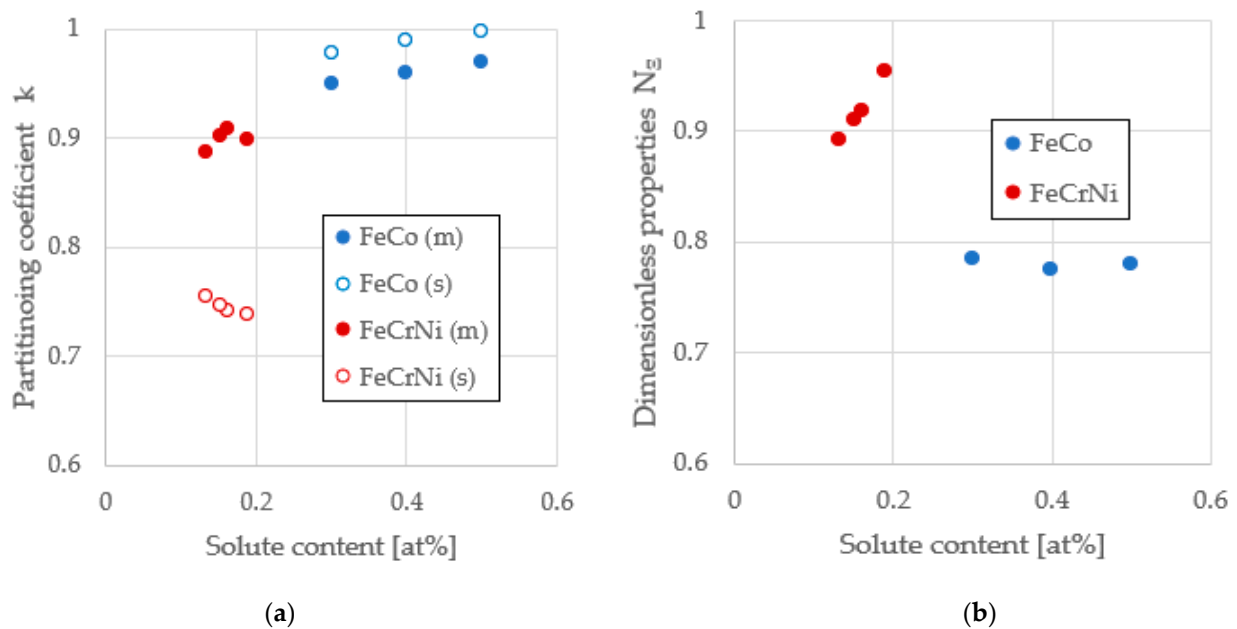 1
0.9
0.8
0.7
0.6
0
0.2
0.4
0.6
Partitinoing coefficient k
Solute content [at%]
FeCo (m)
FeCo (s)
FeCrNi (m)
FeCrNi (s)
(a)
1
0.9
0.8
0.7
0.6
0
0.2
0.4
0.6
Dimensionless properties NΞ
Solute content [at%]
FeCo
FeCrNi
(b)